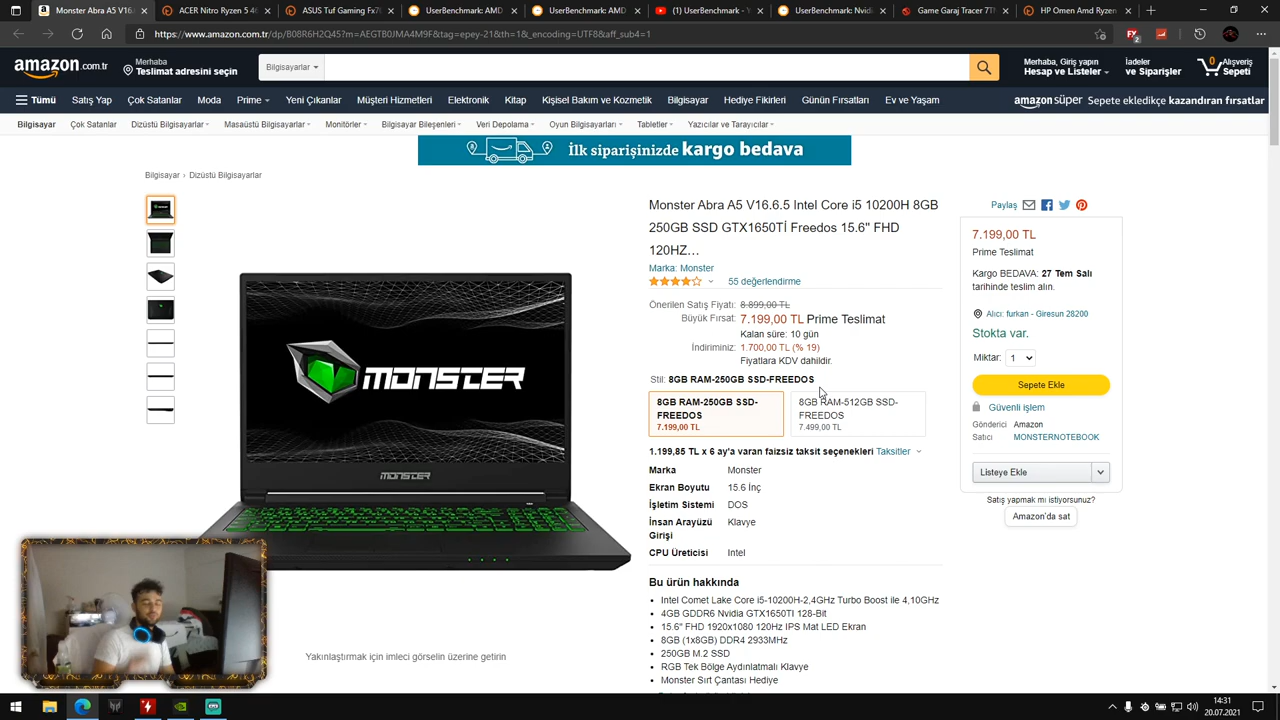 Monster Abra A5 V16.6
ACER Nitro Ryzen 5 46
ASUS Tuf Gaming Fx70
UserBenchmark: AMD
UserBenchmark: AMD
(1) UserBenchmark - V
UserBenchmark: Nvidi
Game Garaj Tracer 7TN
HP Omen Amd Ryz
https://www.amazon.com.tr/dp/B08R6H2Q45?m=AEGTB0JMA4M9F&tag=epey-21&th=1&_encoding=UTF8&aff_sub4=1
amazon.com.tr
Merhaba
Teslimat adresini seçin
Bilgisayarlar
Merhaba, Giriş yapın
Hesap ve Listeler
İadeler
ve Siparişler
0
Alışveriş
Sepeti
Tümü
Satış Yap
Çok Satanlar
Moda
Prime
Yeni Çıkanlar
Müşteri Hizmetleri
Elektronik
Kitap
Kişisel Bakım ve Kozmetik
Bilgisayar
Hediye Fikirleri
Günün Fırsatları
Ev ve Yaşam
amazon süper Sepete ekledikçe kazandıran fırsatlar
Bilgisayar
Çok Satanlar
Dizüstü Bilgisayarlar
Masaüstü Bilgisayarlar
Monitörler
Bilgisayar Bileşenleri
Veri Depolama
Oyun Bilgisayarları
Tabletler
Yazıcılar ve Tarayıcılar
İlk siparişinizde kargo bedava
Bilgisayar › Dizüstü Bilgisayarlar
Monster Abra A5 V16.6.5 Intel Core i5 10200H 8GB
250GB SSD GTX1650Tİ Freedos 15.6'' FHD
120HZ…
Marka: Monster
55 değerlendirme
Önerilen Satış Fiyatı: 8.899,00 TL
Büyük Fırsat: 7.199,00 TL Prime Teslimat
Kalan süre: 10 gün
İndiriminiz: 1.700,00 TL (% 19)
Fiyatlara KDV dahildir.
Stil: 8GB RAM-250GB SSD-FREEDOS
8GB RAM-250GB SSD-
FREEDOS
7.199,00 TL
8GB RAM-512GB SSD-
FREEDOS
7.499,00 TL
1.199,85 TL x 6 ay'a varan faizsiz taksit seçenekleri Taksitler
Marka Monster
Ekran Boyutu 15.6 İnç
İşletim Sistemi DOS
İnsan Arayüzü Klavye
Girişi
CPU Üreticisi Intel
Bu ürün hakkında
Intel Comet Lake Core i5-10200H-2,4GHz Turbo Boost ile 4,10GHz
4GB GDDR6 Nvidia GTX1650TI 128-Bit
15.6" FHD 1920x1080 120Hz IPS Mat LED Ekran
8GB (1x8GB) DDR4 2933MHz
250GB M.2 SSD
RGB Tek Bölge Aydınlatmalı Klavye
Monster Sırt Çantası Hediye
Paylaş
7.199,00 TL
Prime Teslimat
Kargo BEDAVA: 27 Tem Salı
tarihinde teslim alın.
Alıcı: furkan - Giresun 28200
Stokta var.
Miktar: 1
Sepete Ekle
Güvenli işlem
Gönderici Amazon
Satıcı MONSTERNOTEBOOK
Listeye Ekle
Satış yapmak mı istiyorsunuz?
Amazon'da sat
MONSTER
MONSTER
Yakınlaştırmak için imleci görselin üzerine getirin
14:31
20.07.2021